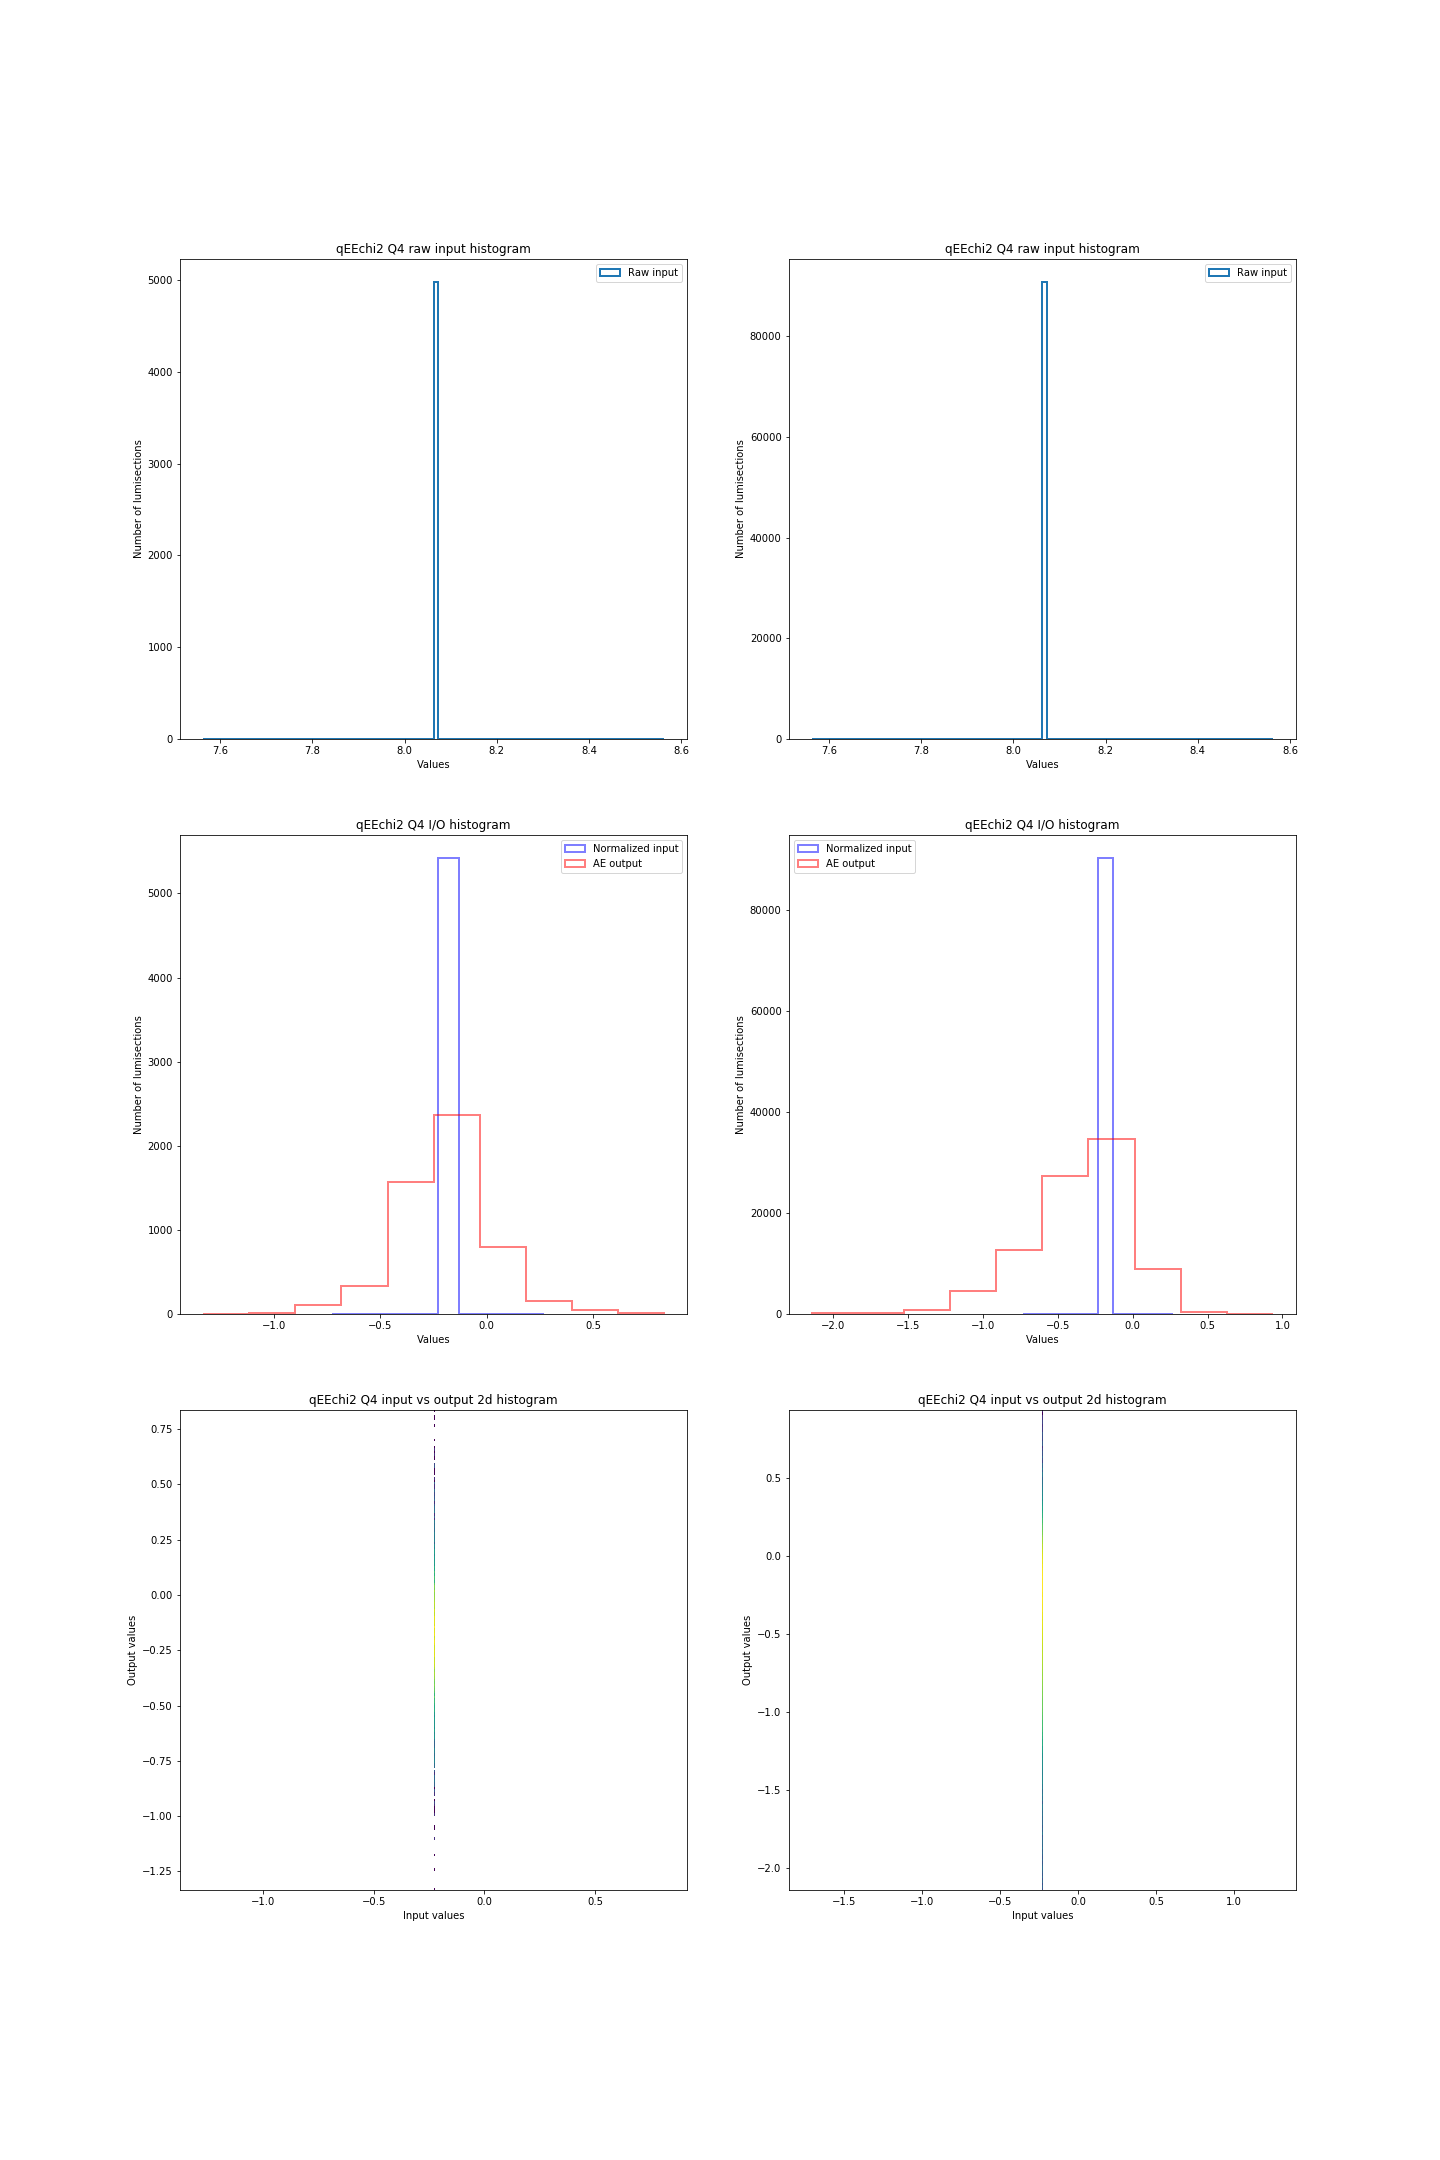 qEEchi2 Q4 raw input histogram
Raw input
5000
4000
3000
2000
1000
0
Number of lumisections
7.6 7.8 8.0 8.2 8.4 8.6
Values
qEEchi2 Q4 raw input histogram
Raw input
80000
60000
40000
20000
0
Number of lumisections
7.6 7.8 8.0 8.2 8.4 8.6
Values
qEEchi2 Q4 I/O histogram
Normalized input
AE output
5000
4000
3000
2000
1000
0
Number of lumisections
−1.0 −0.5 0.0 0.5
Values
qEEchi2 Q4 I/O histogram
Normalized input
AE output
80000
60000
40000
20000
0
Number of lumisections
−2.0 −1.5 −1.0 −0.5 0.0 0.5 1.0
Values
qEEchi2 Q4 input vs output 2d histogram
0.75
0.50
0.25
0.00
−0.25
−0.50
−0.75
−1.00
−1.25
Output values
−1.0 −0.5 0.0 0.5
Input values
qEEchi2 Q4 input vs output 2d histogram
0.5
0.0
−0.5
−1.0
−1.5
−2.0
Output values
−1.5 −1.0 −0.5 0.0 0.5 1.0
Input values